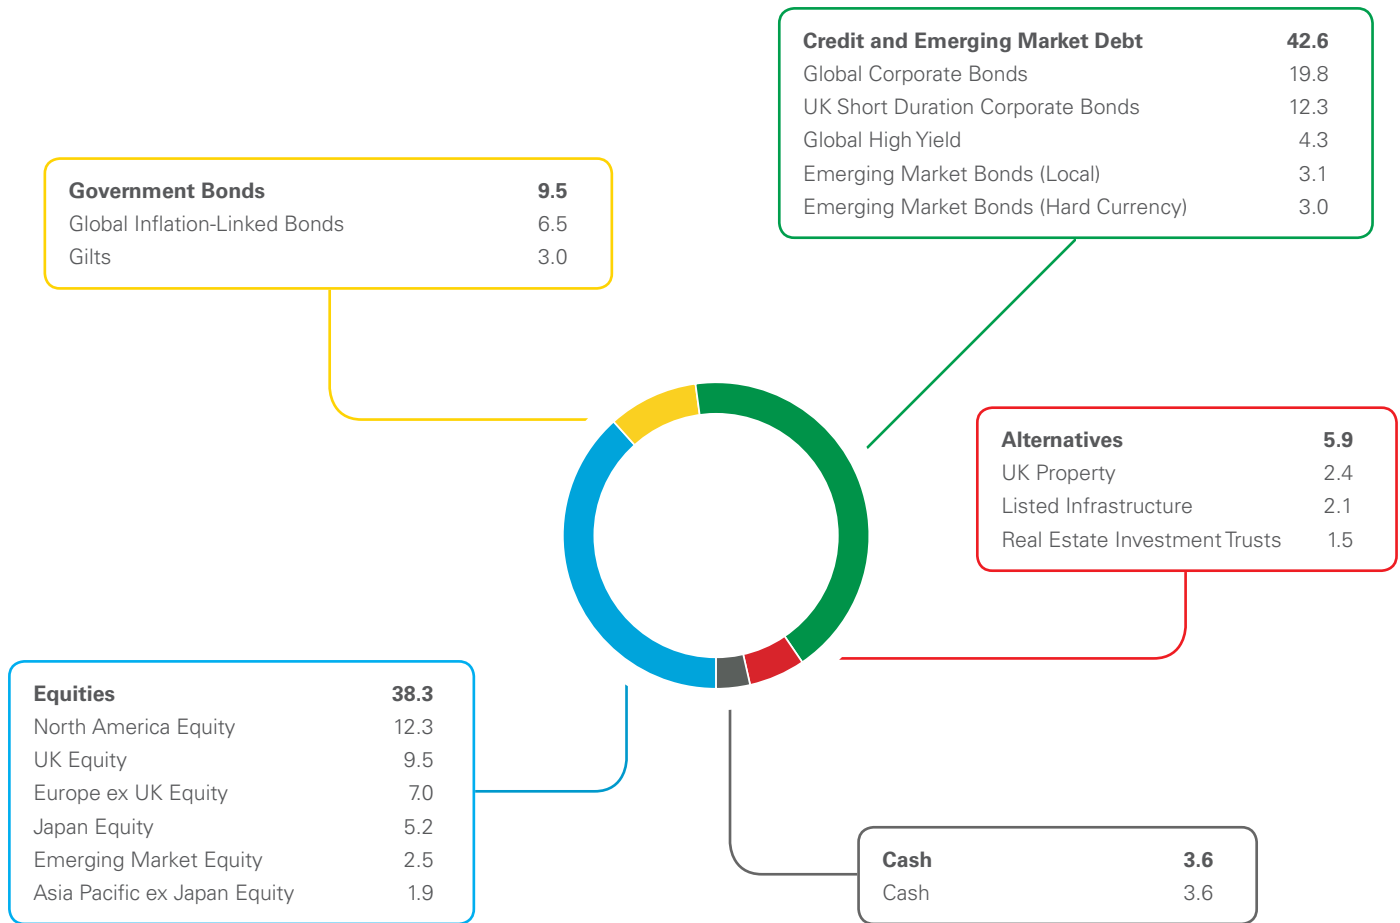 Credit and Emerging Market Debt 42.6
Global Corporate Bonds 19.8
UK Short Duration Corporate Bonds 12.3
Global High Yield 4.3
Emerging Market Bonds (Local) 3.1
Emerging Market Bonds (Hard Currency) 3.0
Government Bonds 9.5
Global Inflation-Linked Bonds 6.5
Gilts 3.0
Alternatives 5.9
UK Property 2.4
Listed Infrastructure 2.1
Real Estate Investment Trusts 1.5
Equities 38.3
North America Equity 12.3
UK Equity 9.5
Europe ex UK Equity 7.0
Japan Equity 5.2
Emerging Market Equity 2.5
Asia Pacific ex Japan Equity 1.9
Cash 3.6
Cash 3.6